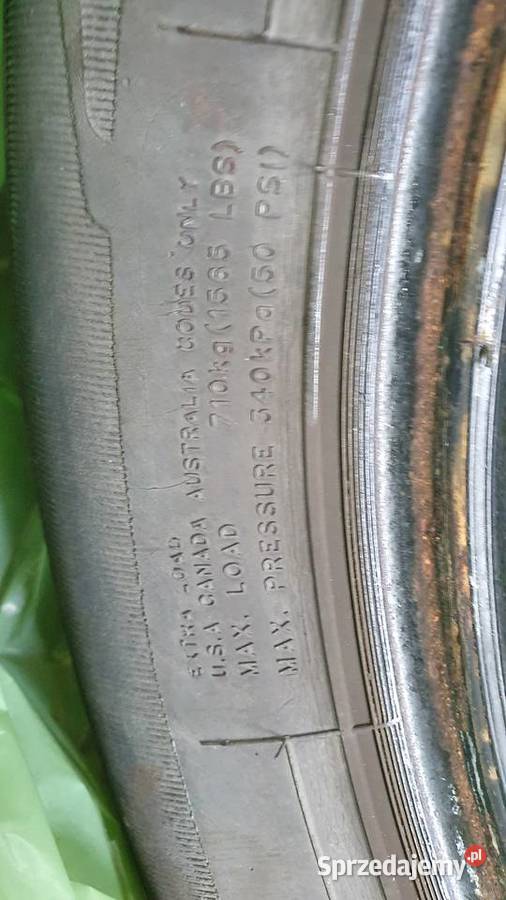 EXTRA LOAD
U.S.A CANADA AUSTRALIA CODES ONLY
MAX. LOAD 710kg(1565 LBS)
MAX. PRESSURE 340kPa(50 PSI)
Sprzedajemy.pl